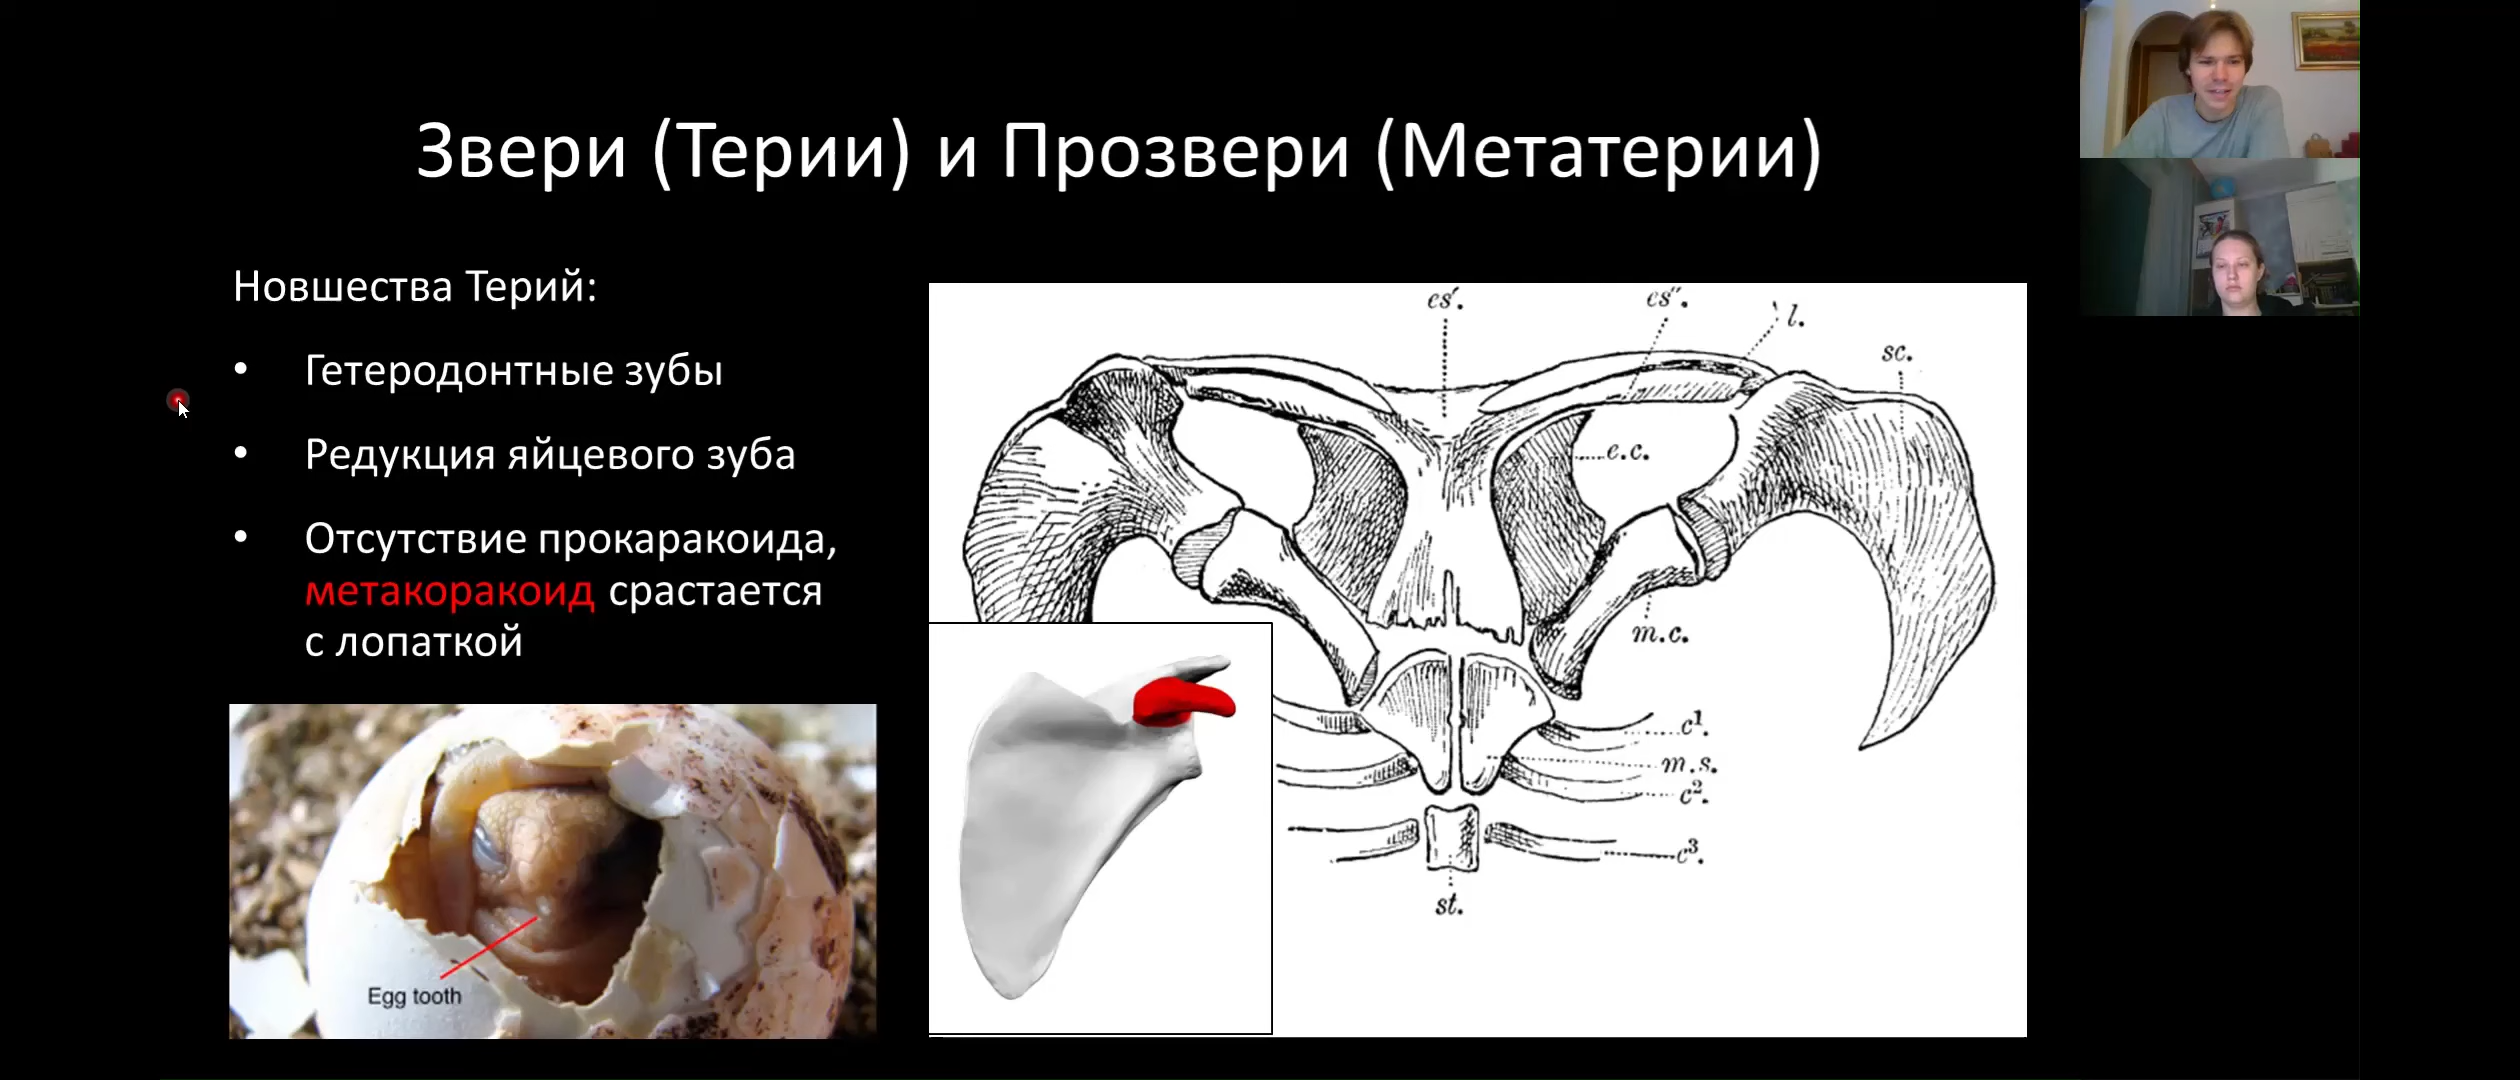 Звери (Терии) и Прозвери (Метатерии)
Новшества Терий:
• Гетеродонтные зубы
• Редукция яйцевого зуба
• Отсутствие прокаракоида,
метакоракоид срастается
с лопаткой
Egg tooth
es′.
es″.
l.
sc.
e.c.
m.c.
c¹.
m.s.
c².
c³.
st.